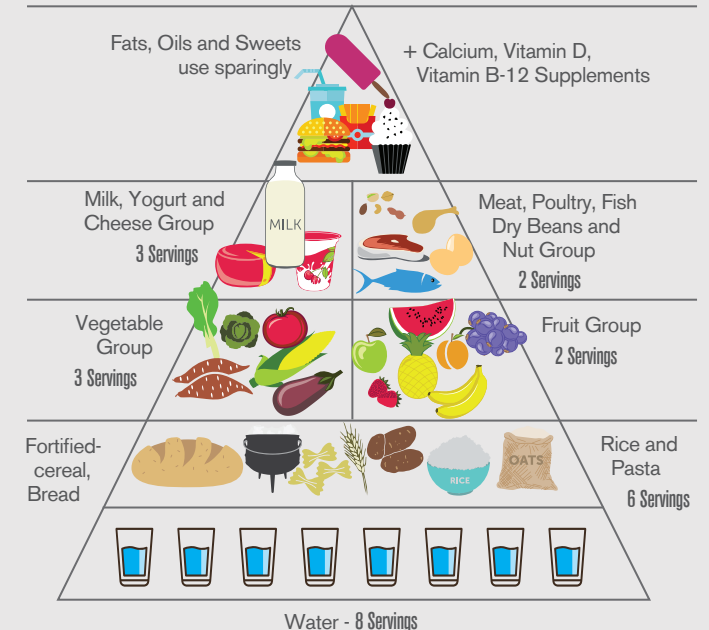 Fats, Oils and Sweets
use sparingly
+ Calcium, Vitamin D,
Vitamin B-12 Supplements
Milk, Yogurt and
Cheese Group
3 Servings
MILK
Meat, Poultry, Fish
Dry Beans and
Nut Group
2 Servings
Vegetable
Group
3 Servings
Fruit Group
2 Servings
Fortified-
cereal,
Bread
RICE
OATS
Rice and
Pasta
6 Servings
Water - 8 Servings